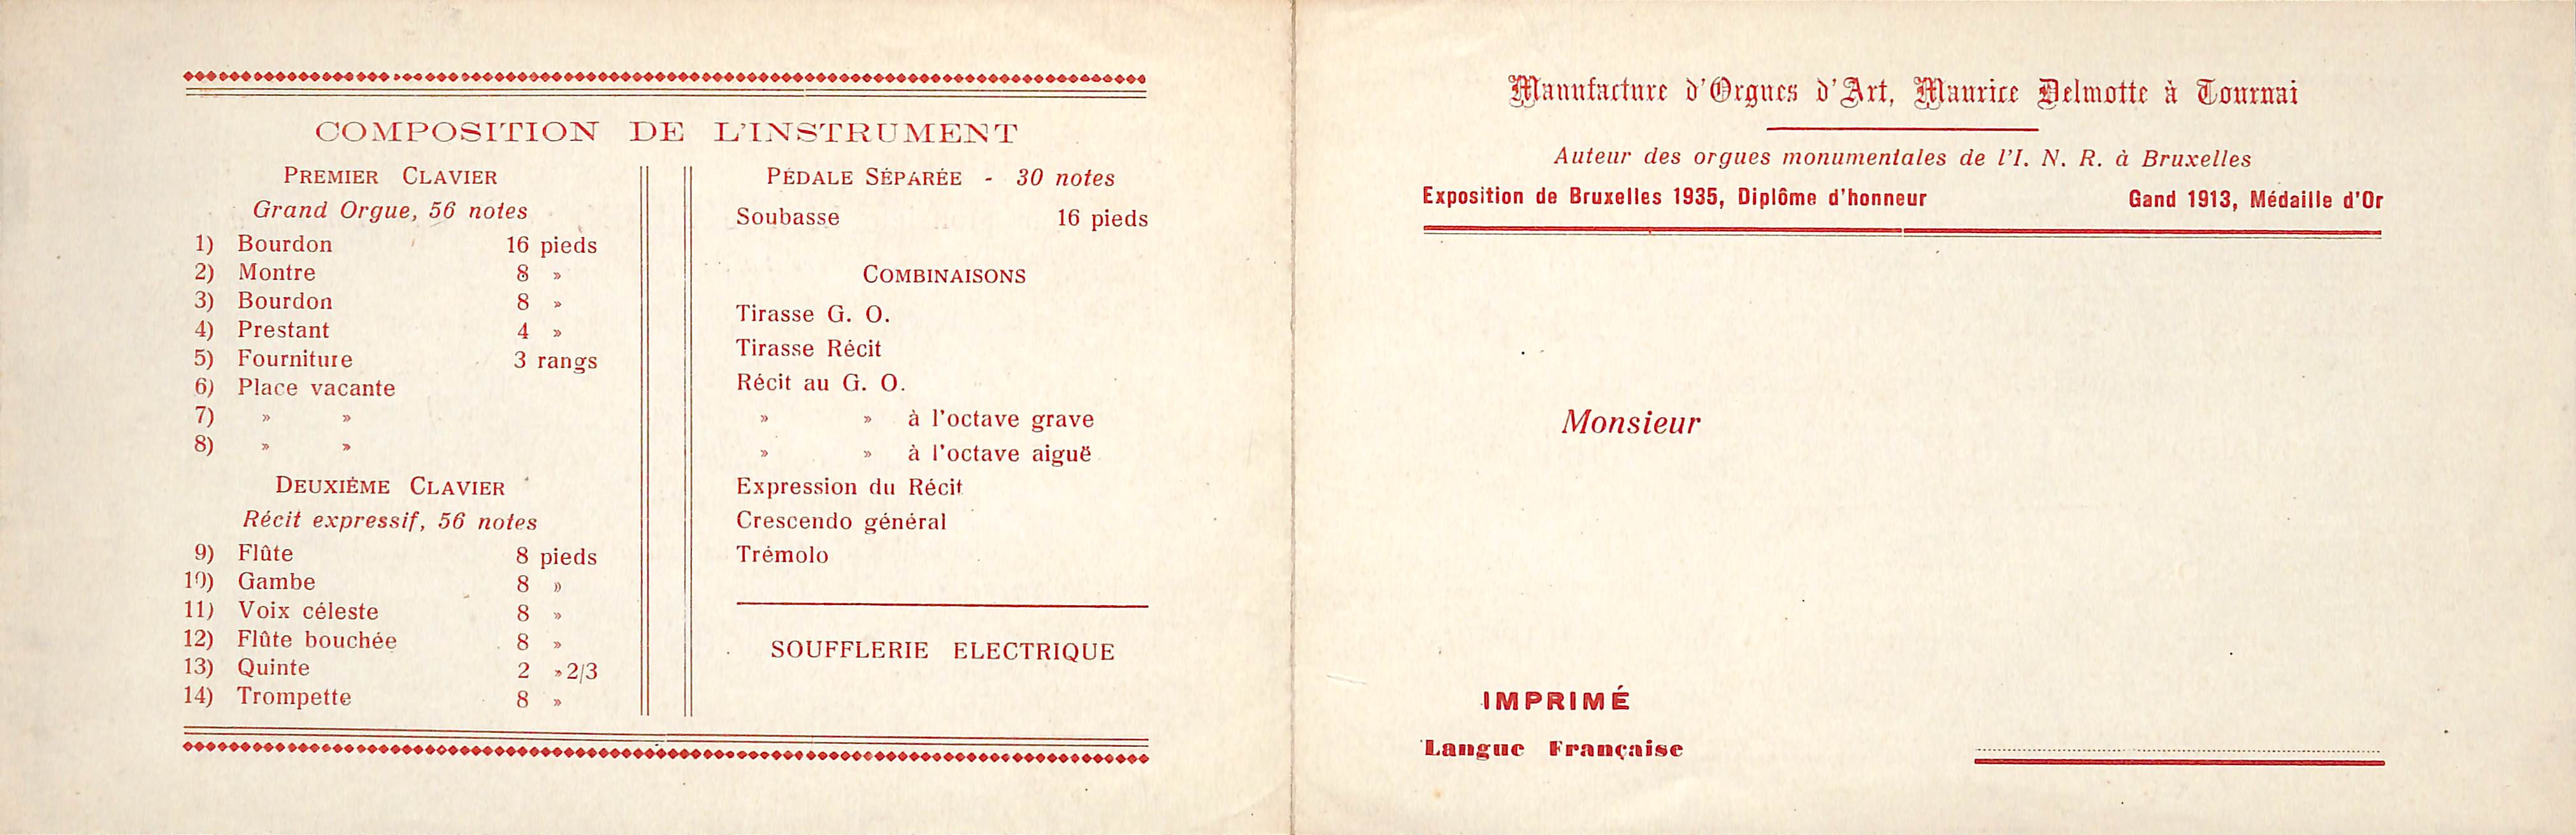 COMPOSITION DE L'INSTRUMENT
PREMIER CLAVIER
Grand Orgue, 56 notes
1) Bourdon 16 pieds
2) Montre 8 »
3) Bourdon 8 »
4) Prestant 4 »
5) Fourniture 3 rangs
6) Place vacante
7) » »
8) » »
DEUXIÈME CLAVIER
Récit expressif, 56 notes
9) Flûte 8 pieds
10) Gambe 8 »
11) Voix céleste 8 »
12) Flûte bouchée 8 »
13) Quinte 2 » 2/3
14) Trompette 8 »
PÉDALE SÉPARÉE - 30 notes
Soubasse 16 pieds
COMBINAISONS
Tirasse G. O.
Tirasse Récit
Récit au G. O.
» » à l'octave grave
» » à l'octave aiguë
Expression du Récit
Crescendo général
Trémolo
SOUFFLERIE ELECTRIQUE
Manufacture d'Orgues d'Art, Maurice Delmotte à Tournai
Auteur des orgues monumentales de l'I. N. R. à Bruxelles
Exposition de Bruxelles 1935, Diplôme d'honneur Gand 1913, Médaille d'Or
Monsieur
IMPRIMÉ
Langue Française